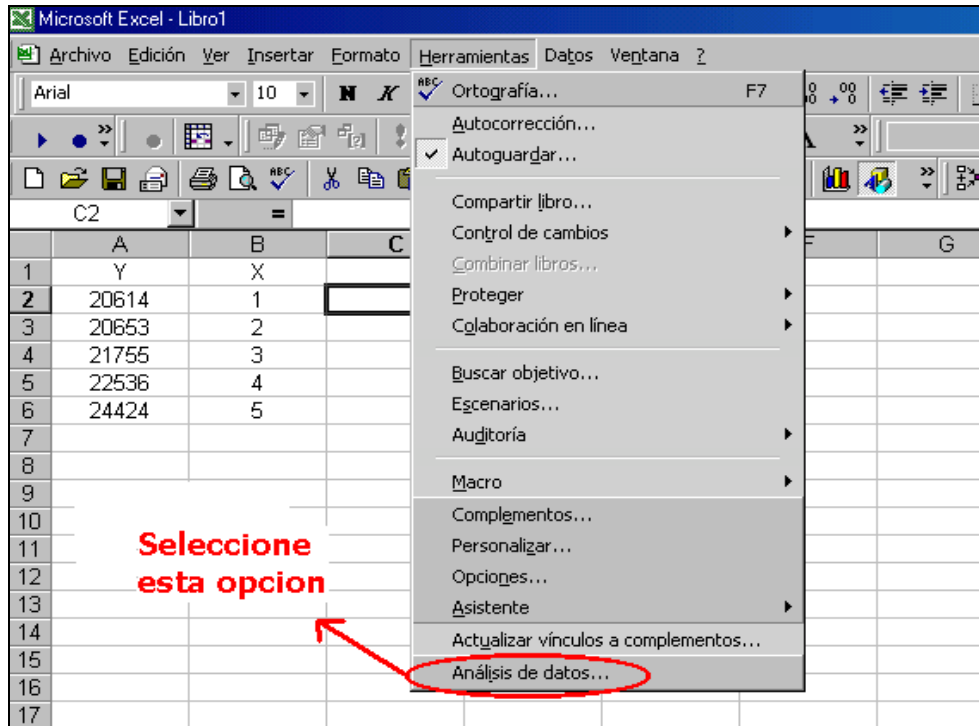 Microsoft Excel - Libro1
Archivo Edición Ver Insertar Formato Herramientas Datos Ventana ?
Arial 10 N K
ABC Ortografía... F7
Autocorrección...
Autoguardar...
Compartir libro...
Control de cambios
Combinar libros...
Proteger
Colaboración en línea
Buscar objetivo...
Escenarios...
Auditoría
Macro
Complementos...
Personalizar...
Opciones...
Asistente
Actualizar vínculos a complementos...
Análisis de datos...
C2 =
A B C F G
1 Y X
2 20614 1
3 20653 2
4 21755 3
5 22536 4
6 24424 5
7
8
9
10
11
12
13
14
15
16
17
Seleccione
esta opcion